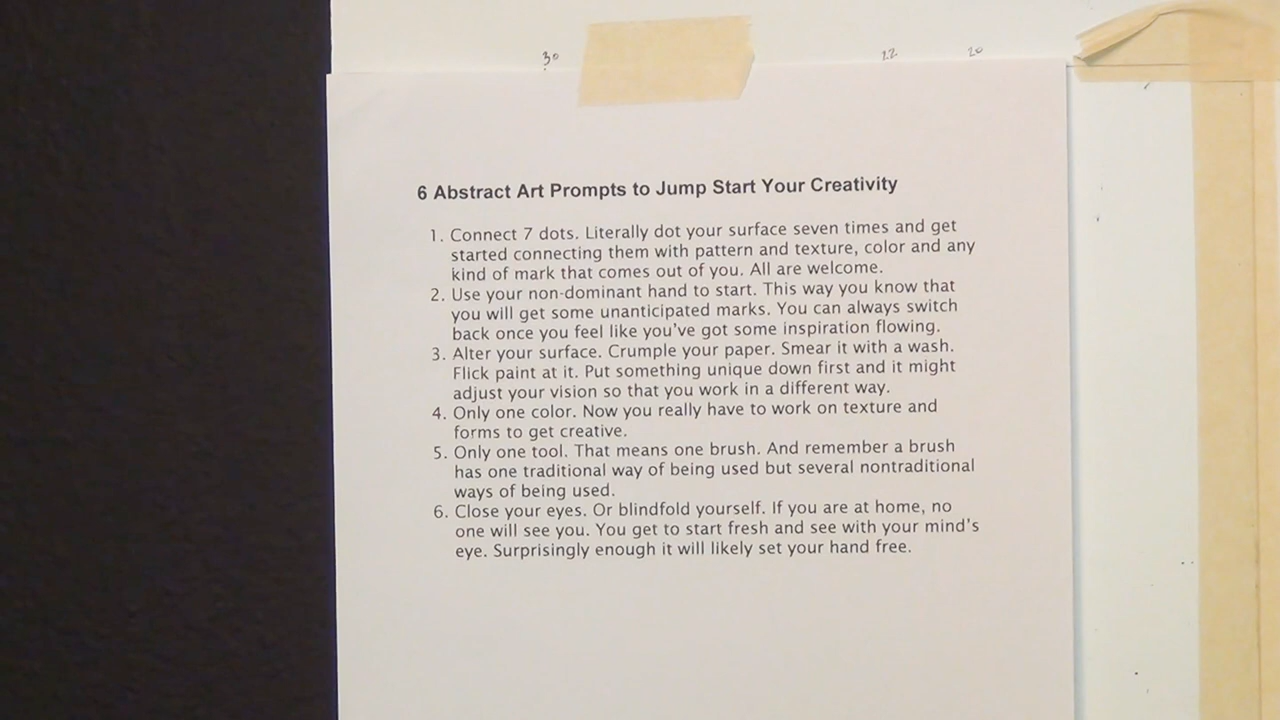 30 22 20
6 Abstract Art Prompts to Jump Start Your Creativity
1. Connect 7 dots. Literally dot your surface seven times and get
started connecting them with pattern and texture, color and any
kind of mark that comes out of you. All are welcome.
2. Use your non-dominant hand to start. This way you know that
you will get some unanticipated marks. You can always switch
back once you feel like you've got some inspiration flowing.
3. Alter your surface. Crumple your paper. Smear it with a wash.
Flick paint at it. Put something unique down first and it might
adjust your vision so that you work in a different way.
4. Only one color. Now you really have to work on texture and
forms to get creative.
5. Only one tool. That means one brush. And remember a brush
has one traditional way of being used but several nontraditional
ways of being used.
6. Close your eyes. Or blindfold yourself. If you are at home, no
one will see you. You get to start fresh and see with your mind's
eye. Surprisingly enough it will likely set your hand free.